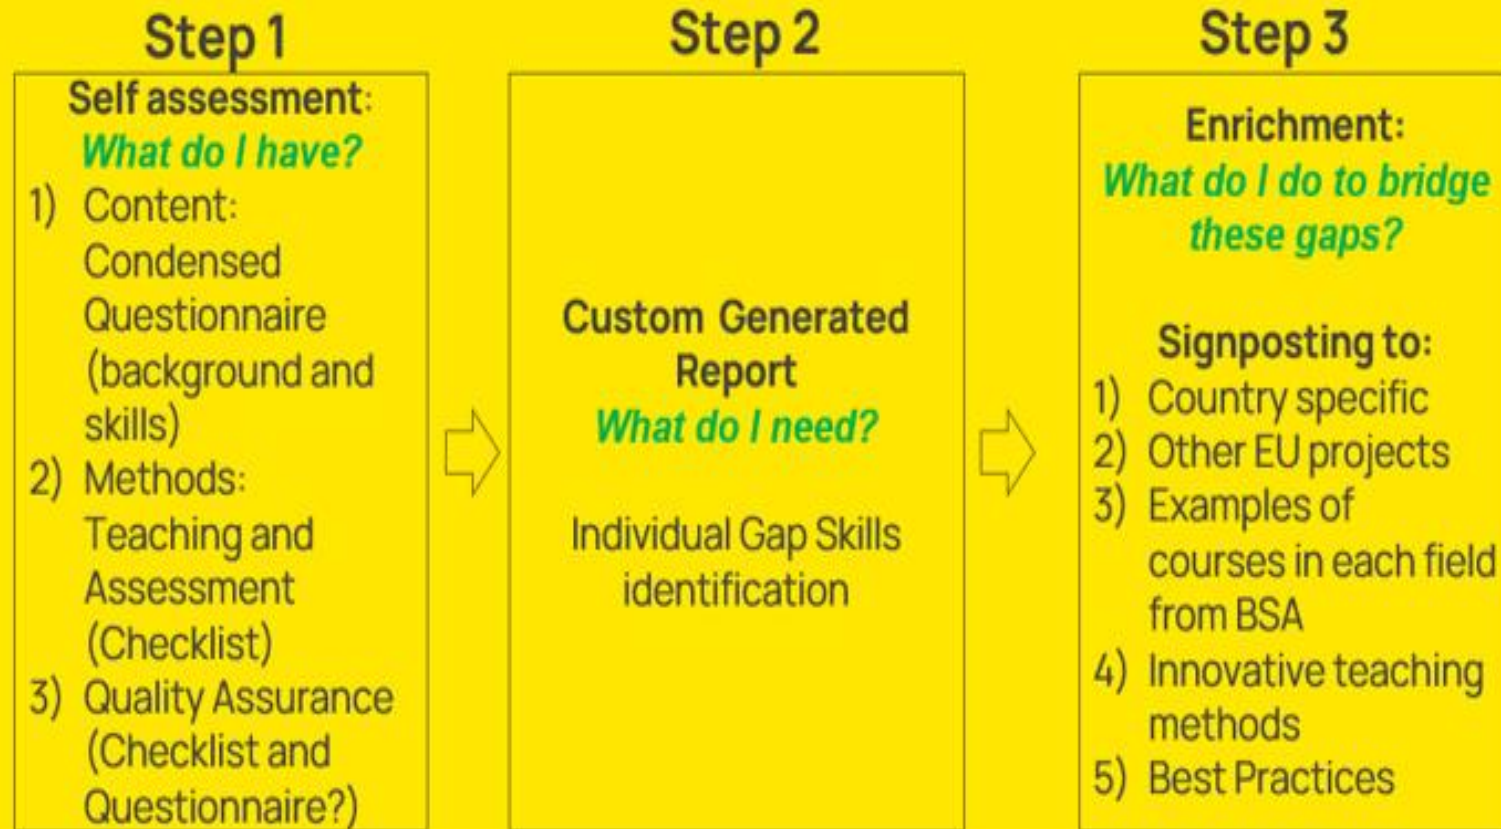 Step 1
Self assessment:
What do I have?
1) Content:
Condensed
Questionnaire
(background and
skills)
2) Methods:
Teaching and
Assessment
(Checklist)
3) Quality Assurance
(Checklist and
Questionnaire?)
Step 2
Custom Generated
Report
What do I need?
Individual Gap Skills
identification
Step 3
Enrichment:
What do I do to bridge
these gaps?
Signposting to:
1) Country specific
2) Other EU projects
3) Examples of
courses in each field
from BSA
4) Innovative teaching
methods
5) Best Practices